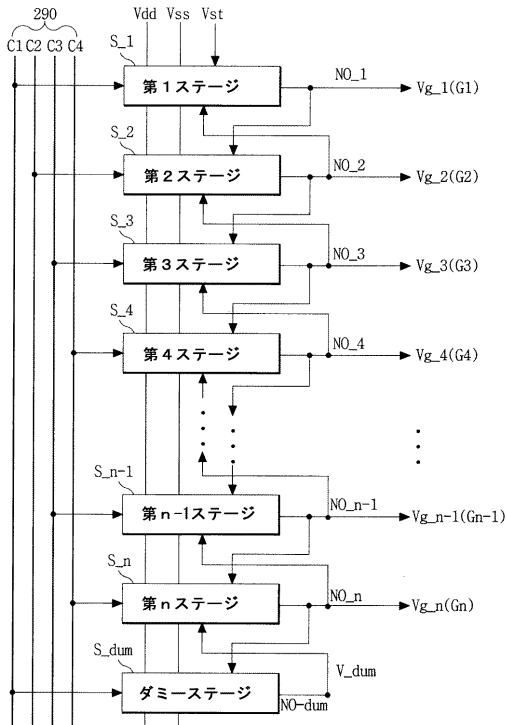 290
Vdd Vss Vst
C1 C2 C3 C4
S_1
第1ステージ
NO_1
Vg_1(G1)
S_2
第2ステージ
NO_2
Vg_2(G2)
S_3
第3ステージ
NO_3
Vg_3(G3)
S_4
第4ステージ
NO_4
Vg_4(G4)
S_n-1
第n-1ステージ
NO_n-1
Vg_n-1(Gn-1)
S_n
第nステージ
NO_n
Vg_n(Gn)
S_dum
ダミーステージ
V_dum
NO-dum